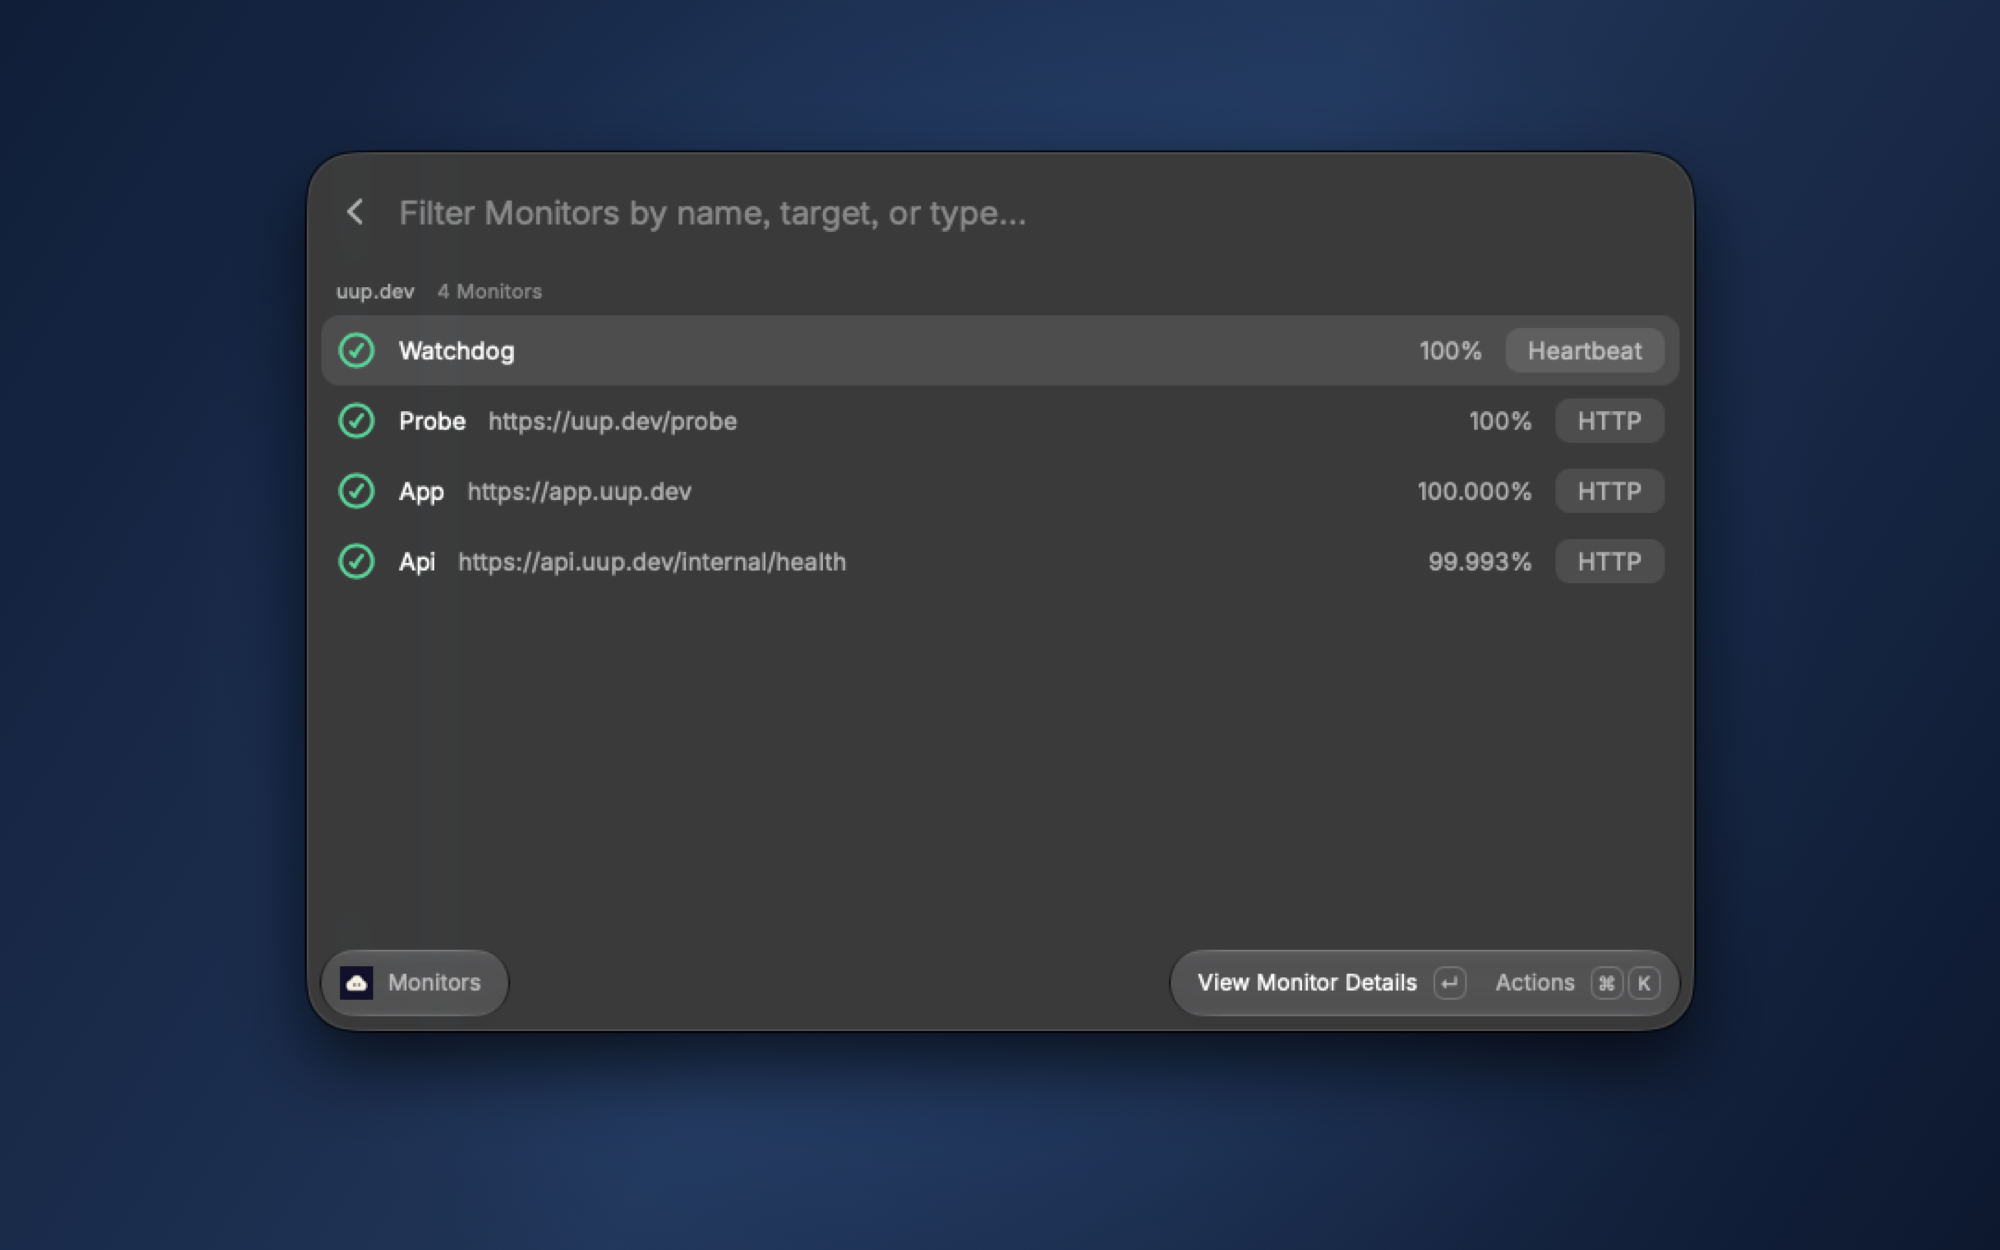 Filter Monitors by name, target, or type...
uup.dev 4 Monitors
Watchdog 100% Heartbeat
Probe https://uup.dev/probe 100% HTTP
App https://app.uup.dev 100.000% HTTP
Api https://api.uup.dev/internal/health 99.993% HTTP
Monitors View Monitor Details ↵ Actions ⌘ K